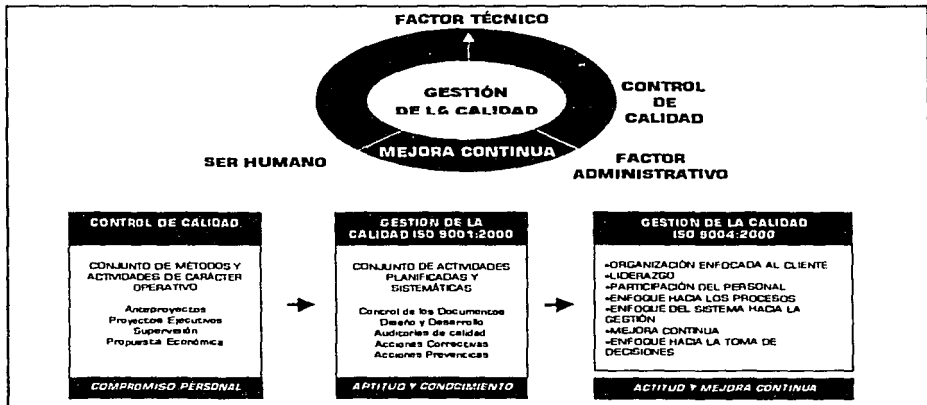 FACTOR TÉCNICO
GESTIÓN
DE LA CALIDAD
CONTROL
DE
CALIDAD
MEJORA CONTINUA
SER HUMANO
FACTOR
ADMINISTRATIVO
CONTROL DE CALIDAD
CONJUNTO DE MÉTODOS Y
ACTIVIDADES DE CARÁCTER
OPERATIVO
Anteproyectos
Proyectos Ejecutivos
Supervisión
Propuesta Económica
COMPROMISO PERSONAL
GESTION DE LA
CALIDAD ISO 9001:2000
CONJUNTO DE ACTIVIDADES
PLANIFICADAS Y
SISTEMÁTICAS
Control de los Documentos
Diseño y Desarrollo
Auditorías de calidad
Acciones Correctivas
Acciones Preventicas
APTITUD Y CONOCIMIENTO
GESTION DE LA CALIDAD
ISO 9004:2000
-ORGANIZACIÓN ENFOCADA AL CLIENTE
-LIDERAZGO
-PARTICIPACIÓN DEL PERSONAL
-ENFOQUE HACIA LOS PROCESOS
-ENFOQUE DEL SISTEMA HACIA LA
GESTIÓN
-MEJORA CONTINUA
-ENFOQUE HACIA LA TOMA DE
DECISIONES
ACTITUD Y MEJORA CONTINUA